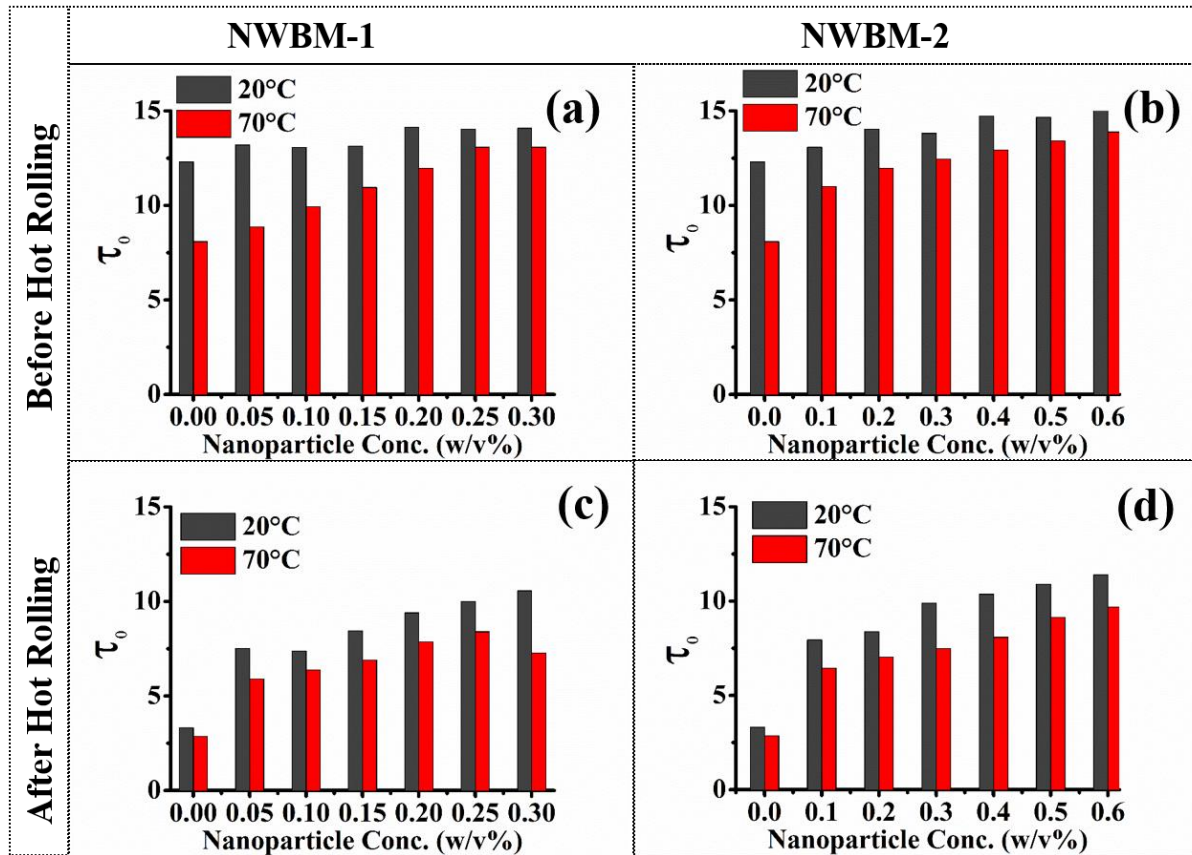 NWBM-1
NWBM-2
Before Hot Rolling
20°C
70°C
(a)
15
10
5
0
τ₀
0.00 0.05 0.10 0.15 0.20 0.25 0.30
Nanoparticle Conc. (w/v%)
20°C
70°C
(b)
15
10
5
0
τ₀
0.0 0.1 0.2 0.3 0.4 0.5 0.6
Nanoparticle Conc. (w/v%)
After Hot Rolling
20°C
70°C
(c)
15
10
5
0
τ₀
0.00 0.05 0.10 0.15 0.20 0.25 0.30
Nanoparticle Conc. (w/v%)
20°C
70°C
(d)
15
10
5
0
τ₀
0.0 0.1 0.2 0.3 0.4 0.5 0.6
Nanoparticle Conc. (w/v%)